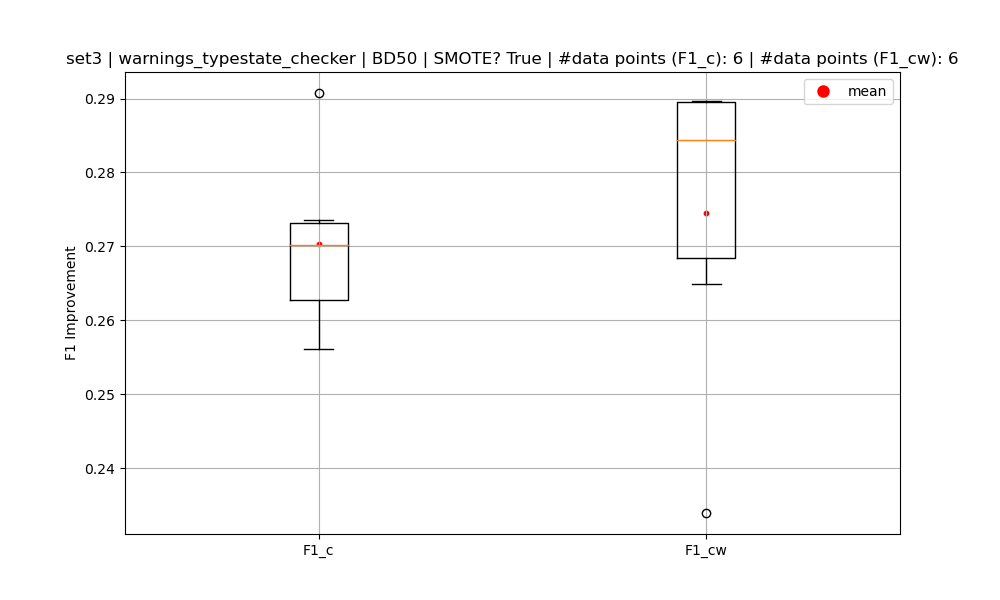 set3 | warnings_typestate_checker | BD50 | SMOTE? True | #data points (F1_c): 6 | #data points (F1_cw): 6
mean
0.29
0.28
0.27
0.26
0.25
0.24
F1 Improvement
F1_c
F1_cw